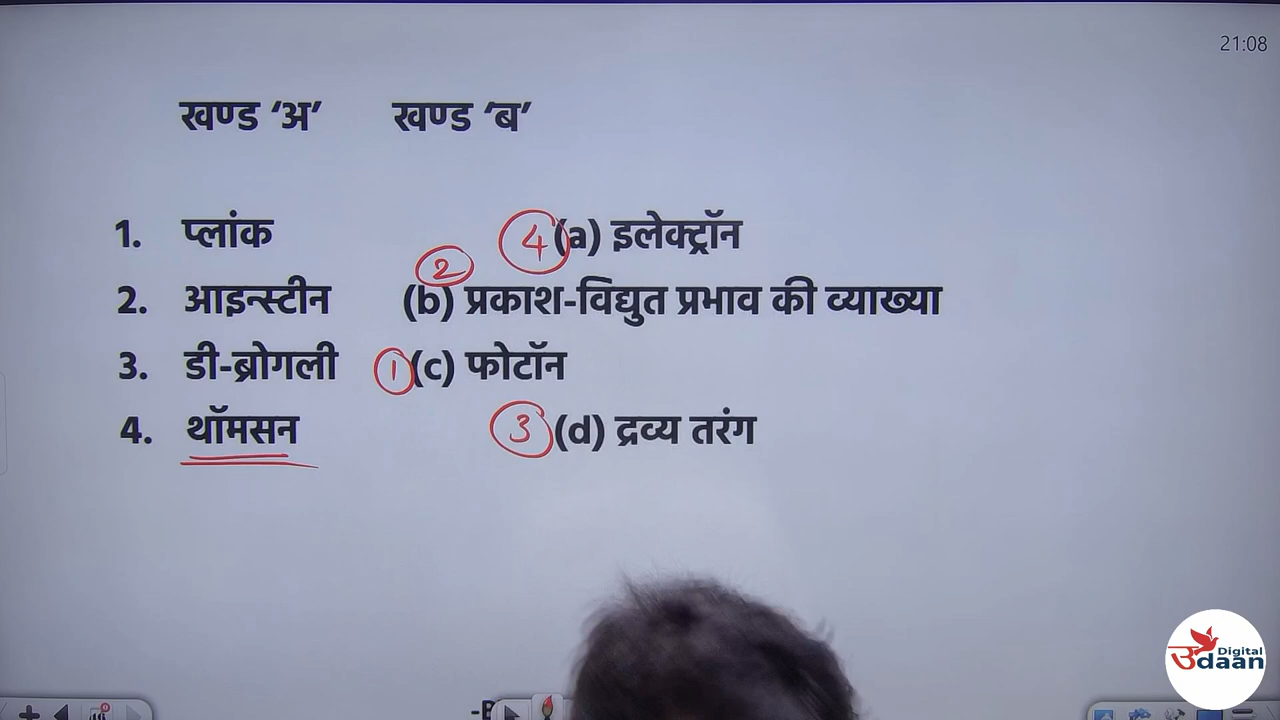 21:08
खण्ड ‘अ’ खण्ड ‘ब’
1. प्लांक ④ (a) इलेक्ट्रॉन
2. आइन्स्टीन ② (b) प्रकाश-विद्युत प्रभाव की व्याख्या
3. डी-ब्रोगली ① (c) फोटॉन
4. थॉमसन ③ (d) द्रव्य तरंग
Digital
उdaan